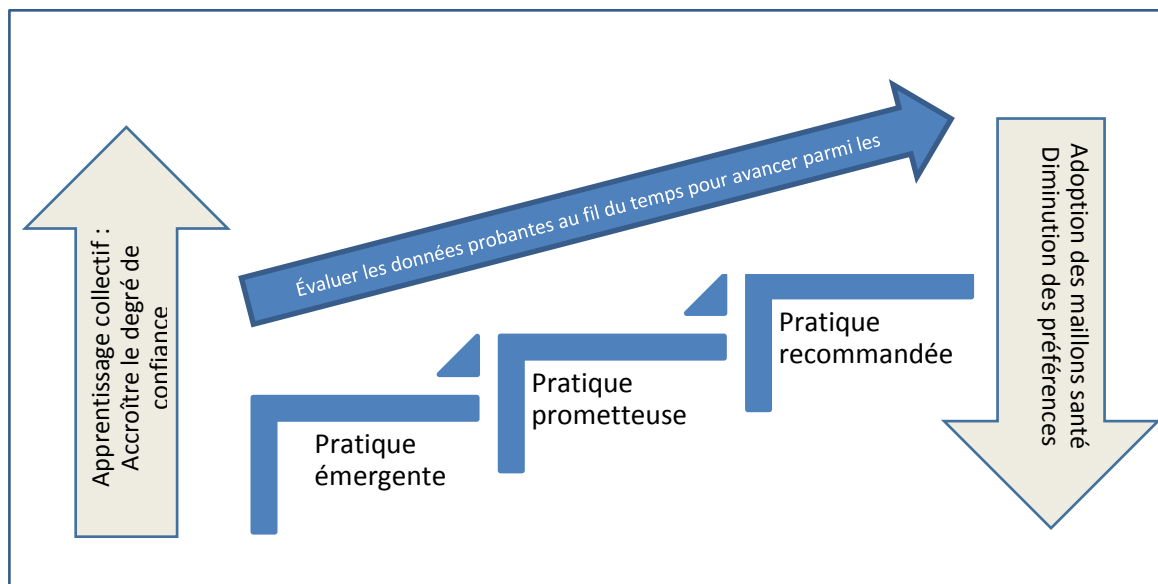 Apprentissage collectif :
Accroître le degré de
confiance
Évaluer les données probantes au fil du temps pour avancer parmi les
Pratique
émergente
Pratique
prometteuse
Pratique
recommandée
Adoption des maillons santé
Diminution des préférences